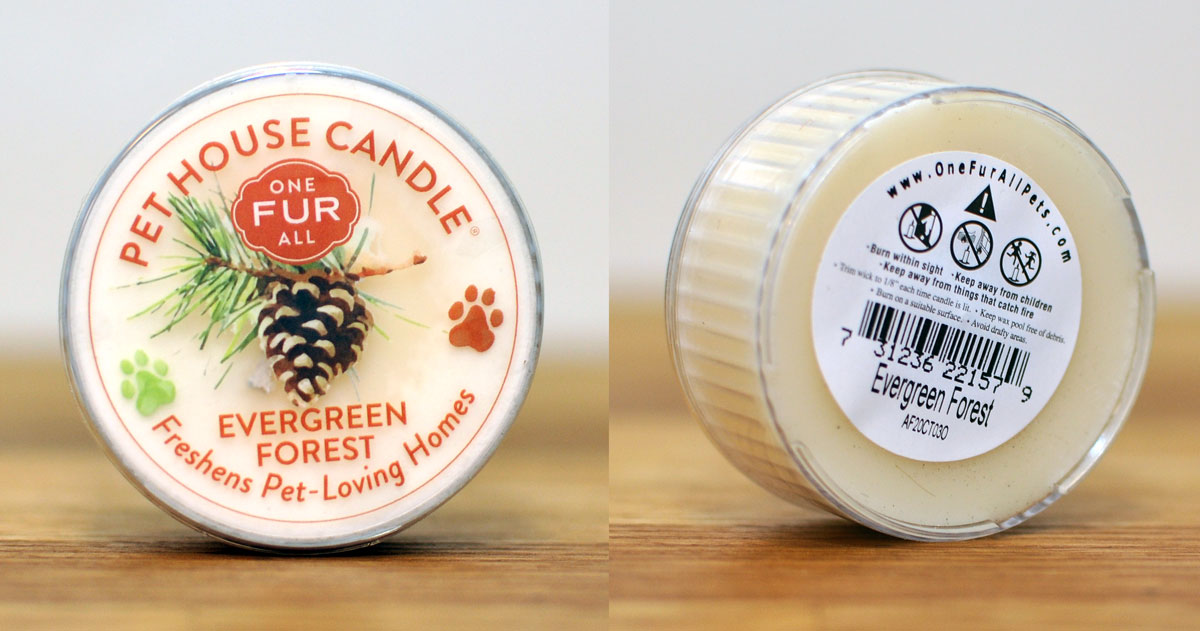 PET HOUSE CANDLE®
ONE
FUR
ALL
EVERGREEN
FOREST
Freshens Pet-Loving Homes
www.OneFurAllPets.com
-Burn within sight -Keep away from children
-Keep away from things that catch fire
• Trim wick to 1/8" each time candle is lit. • Keep wax pool free of debris.
• Burn on a suitable surface. • Avoid drafty areas.
7 31236 22157 9
Evergreen Forest
AF20CT03O